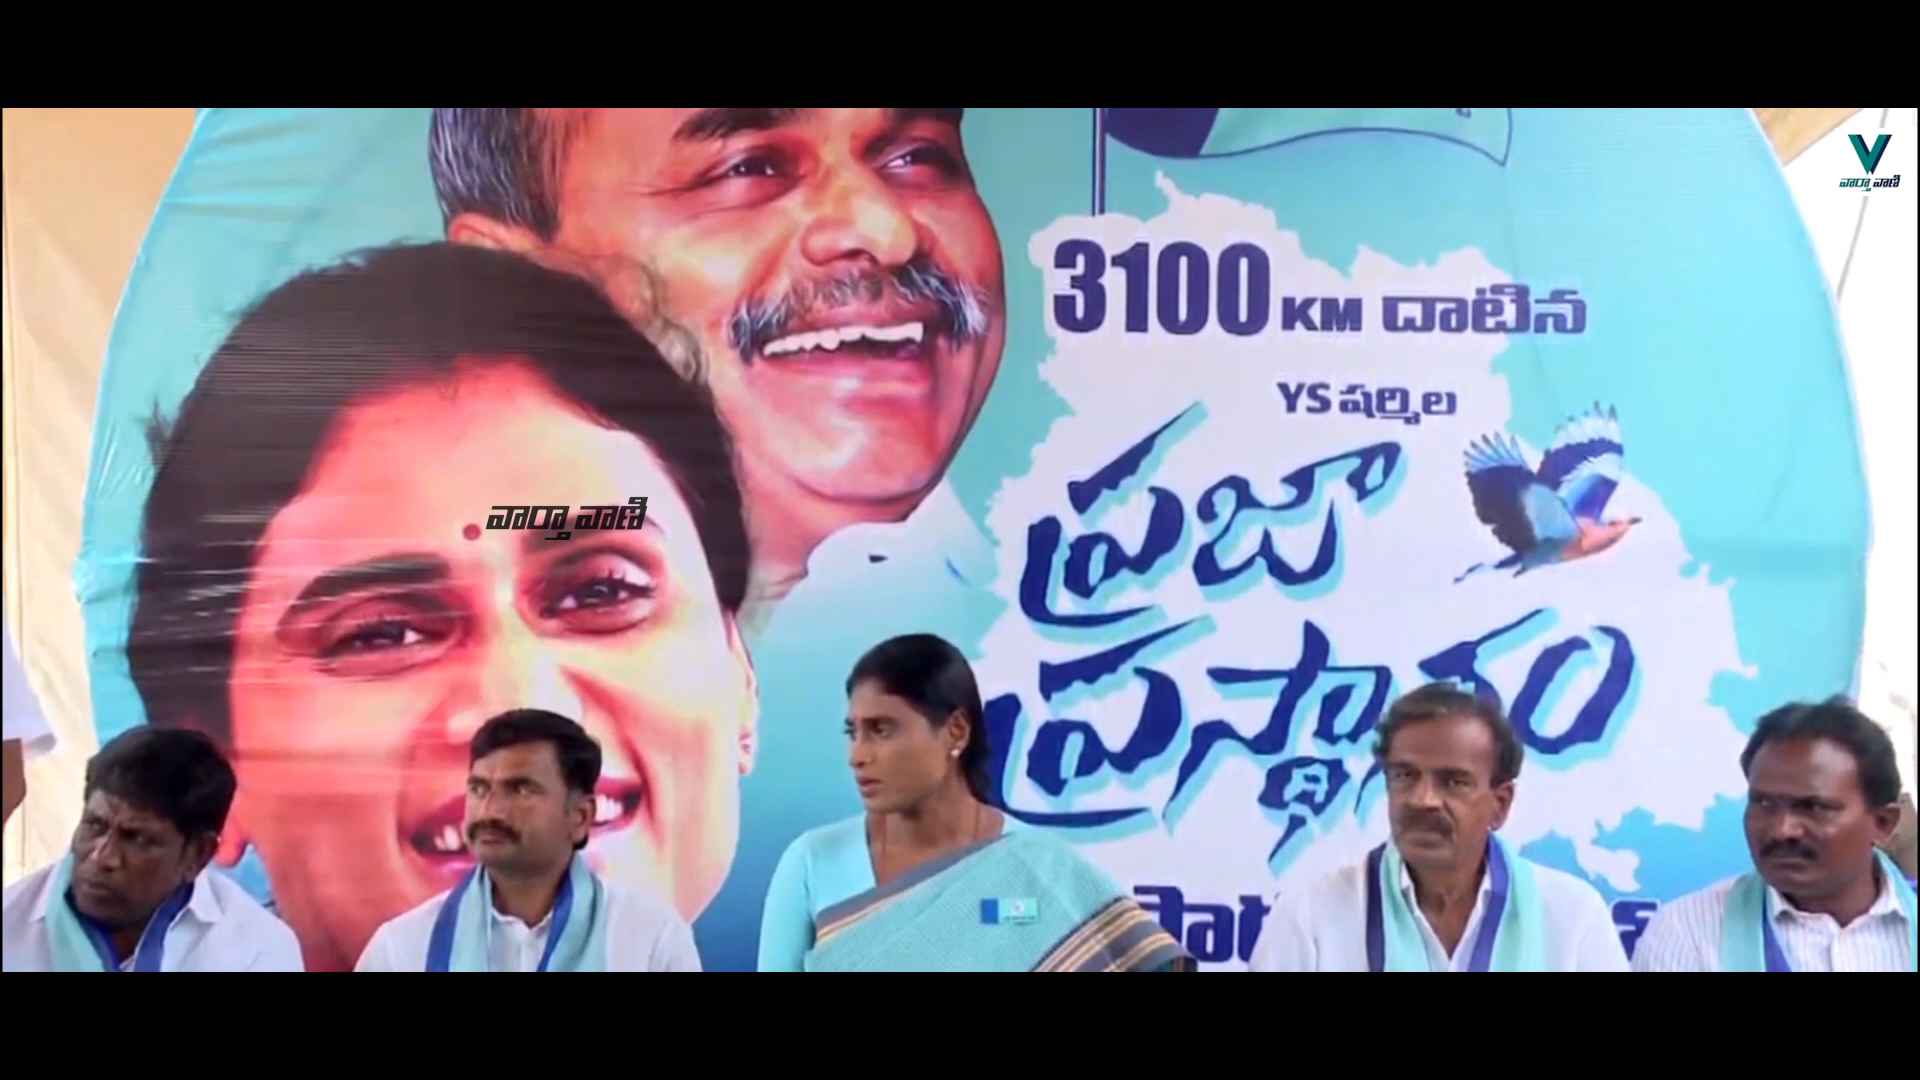 3100 KM దాటిన
YS షర్మిల
ప్రజా
ప్రస్థానం
వార్తా వాణి
వార్తా వాణి